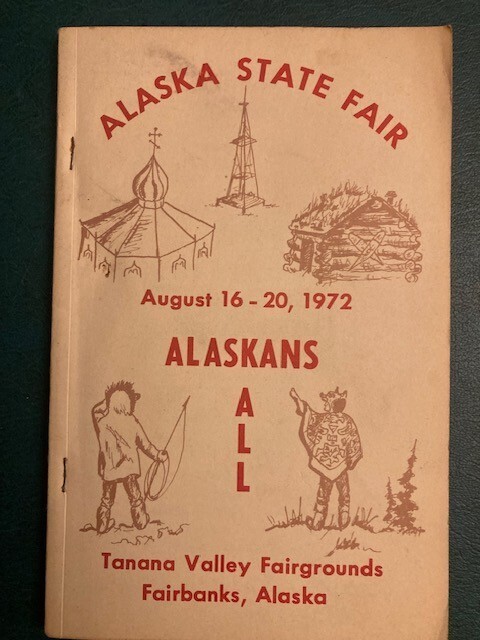 ALASKA STATE FAIR
August 16 - 20, 1972
ALASKANS
A
L
L
Tanana Valley Fairgrounds
Fairbanks, Alaska